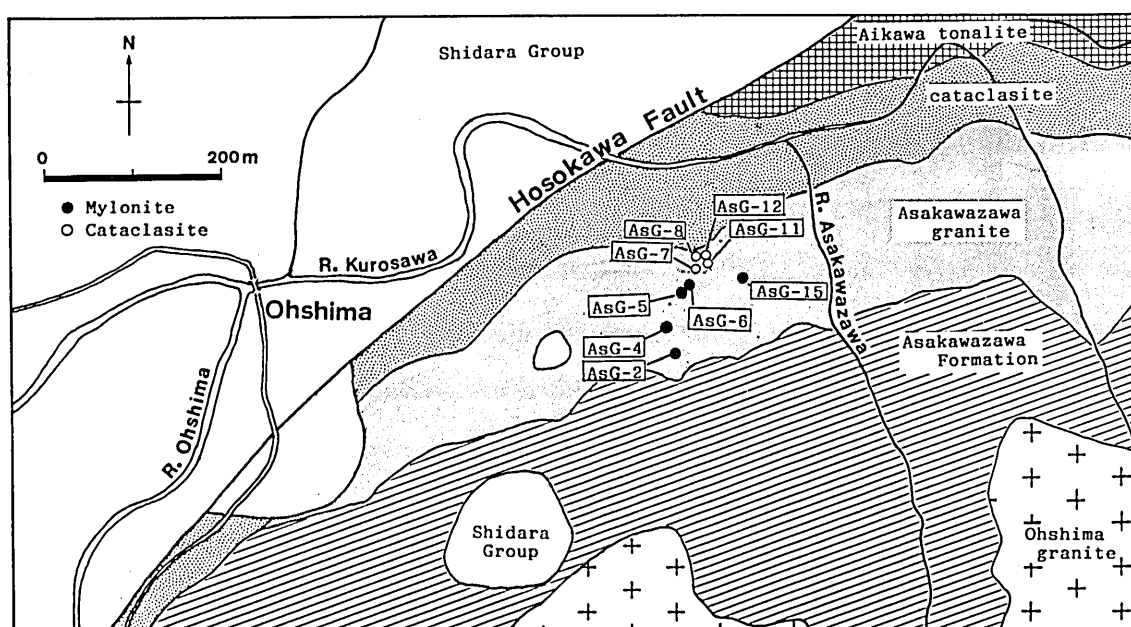 N
0 200m
● Mylonite
○ Cataclasite
Shidara Group
Aikawa tonalite
cataclasite
Hosokawa Fault
R. Kurosawa
Ohshima
R. Ohshima
AsG-12
AsG-8
AsG-11
AsG-7
AsG-15
AsG-5
AsG-6
AsG-4
AsG-2
R. Asakawazawa
Asakawazawa
granite
Asakawazawa
Formation
Shidara
Group
Ohshima
granite